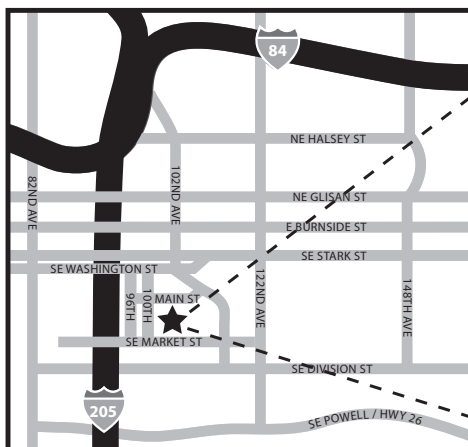 84
NE HALSEY ST
82ND AVE
102ND AVE
NE GLISAN ST
E BURNSIDE ST
SE STARK ST
SE WASHINGTON ST
122ND AVE
148TH AVE
96TH
100TH
MAIN ST
SE MARKET ST
SE DIVISION ST
205
SE POWELL / HWY 26